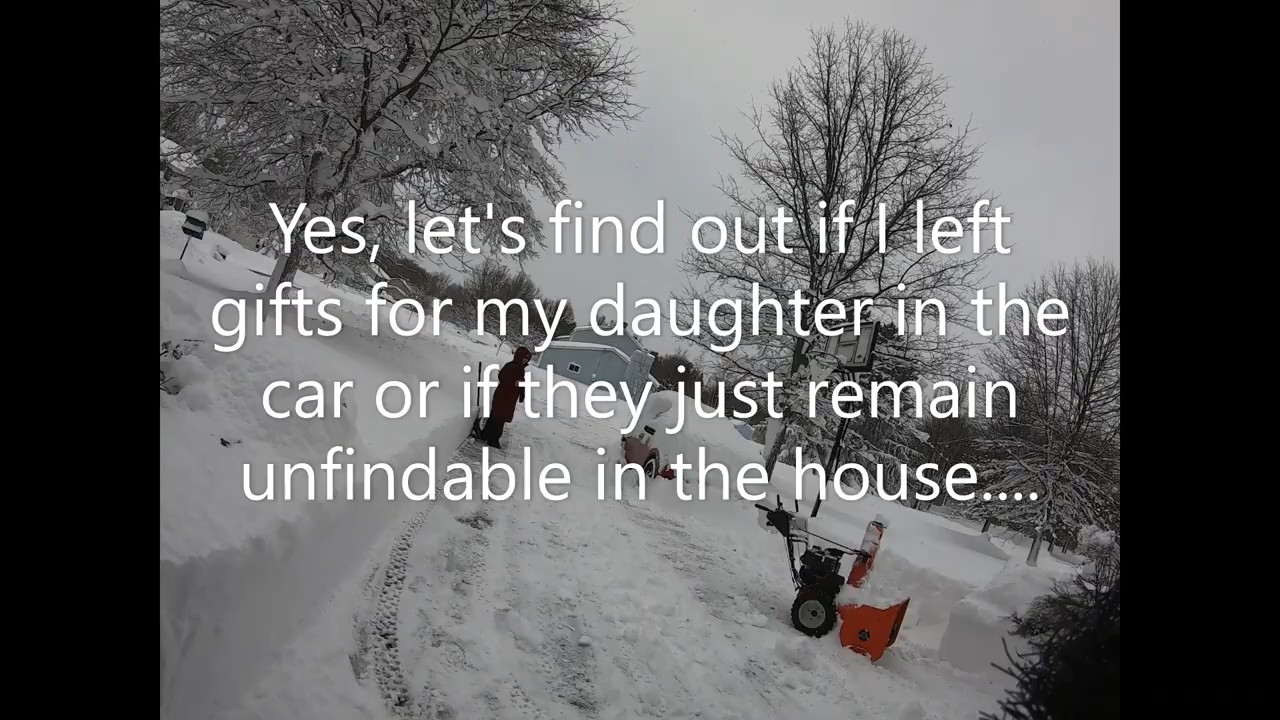 Yes, let's find out if I left
gifts for my daughter in the
car or if they just remain
unfindable in the house....